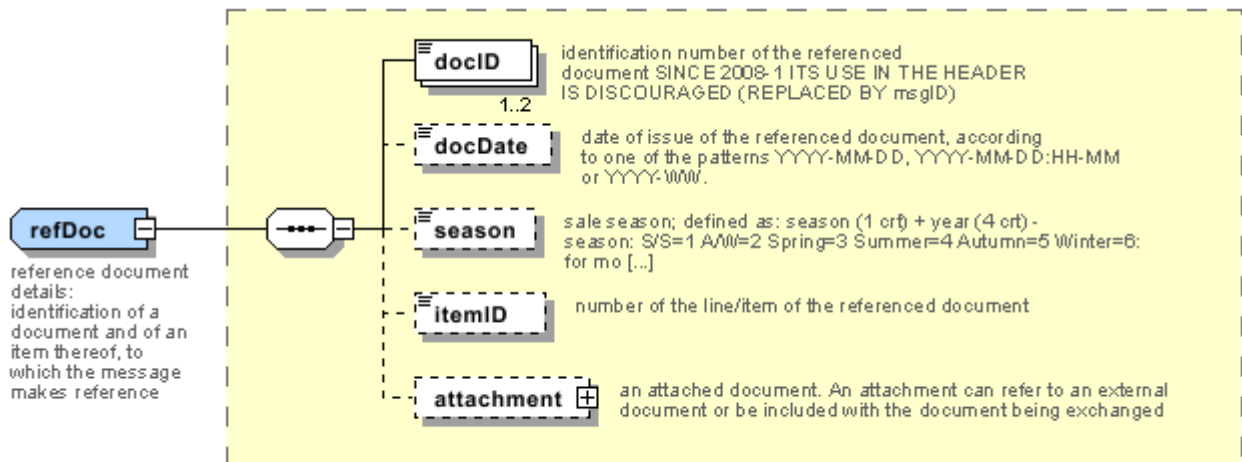 docID
identification number of the referenced
document SINCE 2008-1 ITS USE IN THE HEADER
IS DISCOURAGED (REPLACED BY msgID)
1..2
docDate
date of issue of the referenced document, according
to one of the patterns YYYY-MM-DD, YYYY-MM-DD:HH-MM
or YYYY-WW.
refDoc
reference document
details:
identification of a
document and of an
item thereof, to
which the message
makes reference
season
sale season; defined as: season (1 crt) + year (4 crt) -
season: S/S=1 A/W=2 Spring=3 Summer=4 Autumn=5 Winter=6:
for mo [...]
itemID
number of the line/item of the referenced document
attachment
an attached document. An attachment can refer to an external
document or be included with the document being exchanged